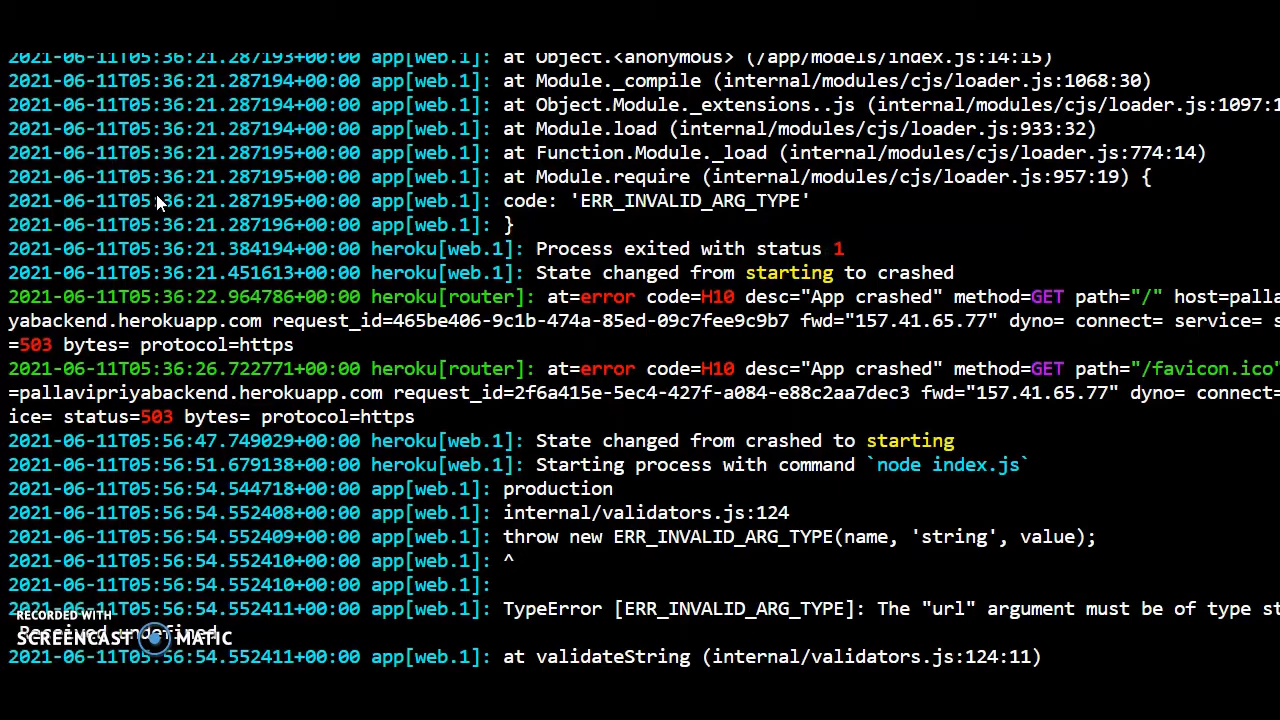 2021-06-11T05:36:21.287193+00:00 app[web.1]: at Object.<anonymous> (/app/models/index.js:14:15)
2021-06-11T05:36:21.287194+00:00 app[web.1]: at Module._compile (internal/modules/cjs/loader.js:1068:30)
2021-06-11T05:36:21.287194+00:00 app[web.1]: at Object.Module._extensions..js (internal/modules/cjs/loader.js:1097:1
2021-06-11T05:36:21.287194+00:00 app[web.1]: at Module.load (internal/modules/cjs/loader.js:933:32)
2021-06-11T05:36:21.287195+00:00 app[web.1]: at Function.Module._load (internal/modules/cjs/loader.js:774:14)
2021-06-11T05:36:21.287195+00:00 app[web.1]: at Module.require (internal/modules/cjs/loader.js:957:19) {
2021-06-11T05:36:21.287195+00:00 app[web.1]: code: 'ERR_INVALID_ARG_TYPE'
2021-06-11T05:36:21.287196+00:00 app[web.1]: }
2021-06-11T05:36:21.384194+00:00 heroku[web.1]: Process exited with status 1
2021-06-11T05:36:21.451613+00:00 heroku[web.1]: State changed from starting to crashed
2021-06-11T05:36:22.964786+00:00 heroku[router]: at=error code=H10 desc="App crashed" method=GET path="/" host=palla
yabackend.herokuapp.com request_id=465be406-9c1b-474a-85ed-09c7fee9c9b7 fwd="157.41.65.77" dyno= connect= service= s
=503 bytes= protocol=https
2021-06-11T05:36:26.722771+00:00 heroku[router]: at=error code=H10 desc="App crashed" method=GET path="/favicon.ico"
=pallavipriyabackend.herokuapp.com request_id=2f6a415e-5ec4-427f-a084-e88c2aa7dec3 fwd="157.41.65.77" dyno= connect=
ice= status=503 bytes= protocol=https
2021-06-11T05:56:47.749029+00:00 heroku[web.1]: State changed from crashed to starting
2021-06-11T05:56:51.679138+00:00 heroku[web.1]: Starting process with command `node index.js`
2021-06-11T05:56:54.544718+00:00 app[web.1]: production
2021-06-11T05:56:54.552408+00:00 app[web.1]: internal/validators.js:124
2021-06-11T05:56:54.552409+00:00 app[web.1]: throw new ERR_INVALID_ARG_TYPE(name, 'string', value);
2021-06-11T05:56:54.552410+00:00 app[web.1]: ^
2021-06-11T05:56:54.552410+00:00 app[web.1]:
2021-06-11T05:56:54.552411+00:00 app[web.1]: TypeError [ERR_INVALID_ARG_TYPE]: The "url" argument must be of type st
RECORDED WITH
Received undefined
SCREENCAST MATIC
2021-06-11T05:56:54.552411+00:00 app[web.1]: at validateString (internal/validators.js:124:11)